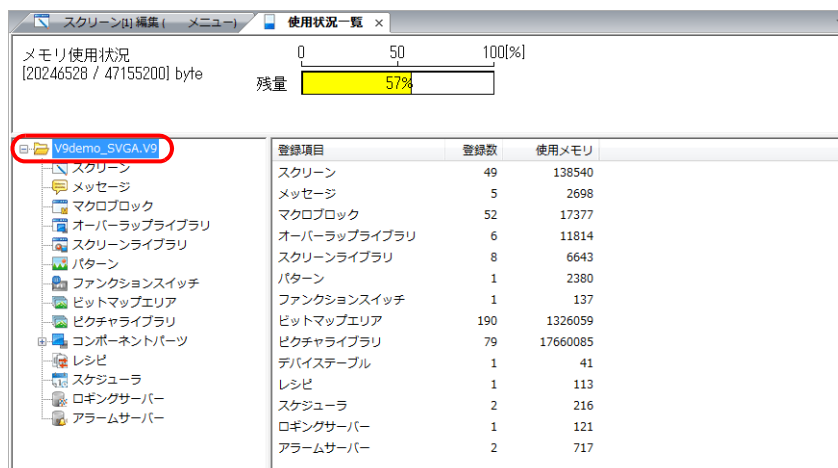 スクリーン[1] 編集 ( メニュー)
使用状況一覧 ×
メモリ使用状況
[20246528 / 47155200] byte
0 50 100[%]
残量 57%
V9demo_SVGA.V9
スクリーン
メッセージ
マクロブロック
オーバーラップライブラリ
スクリーンライブラリ
パターン
ファンクションスイッチ
ビットマップエリア
ピクチャライブラリ
コンポーネントパーツ
レシピ
スケジューラ
ロギングサーバー
アラームサーバー
登録項目 登録数 使用メモリ
スクリーン 49 138540
メッセージ 5 2698
マクロブロック 52 17377
オーバーラップライブラリ 6 11814
スクリーンライブラリ 8 6643
パターン 1 2380
ファンクションスイッチ 1 137
ビットマップエリア 190 1326059
ピクチャライブラリ 79 17660085
デバイステーブル 1 41
レシピ 1 113
スケジューラ 2 216
ロギングサーバー 1 121
アラームサーバー 2 717